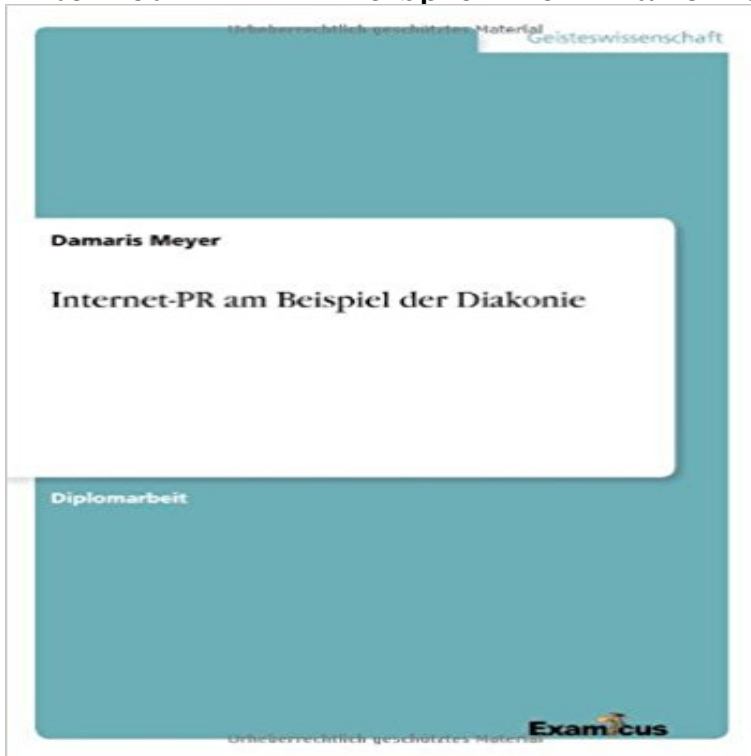 Urheberrechtlich geschütztes Material
Geisteswissenschaft
Damaris Meyer
Internet-PR am Beispiel der Diakonie
Diplomarbeit
Examicus
Urheberrechtlich geschütztes Material